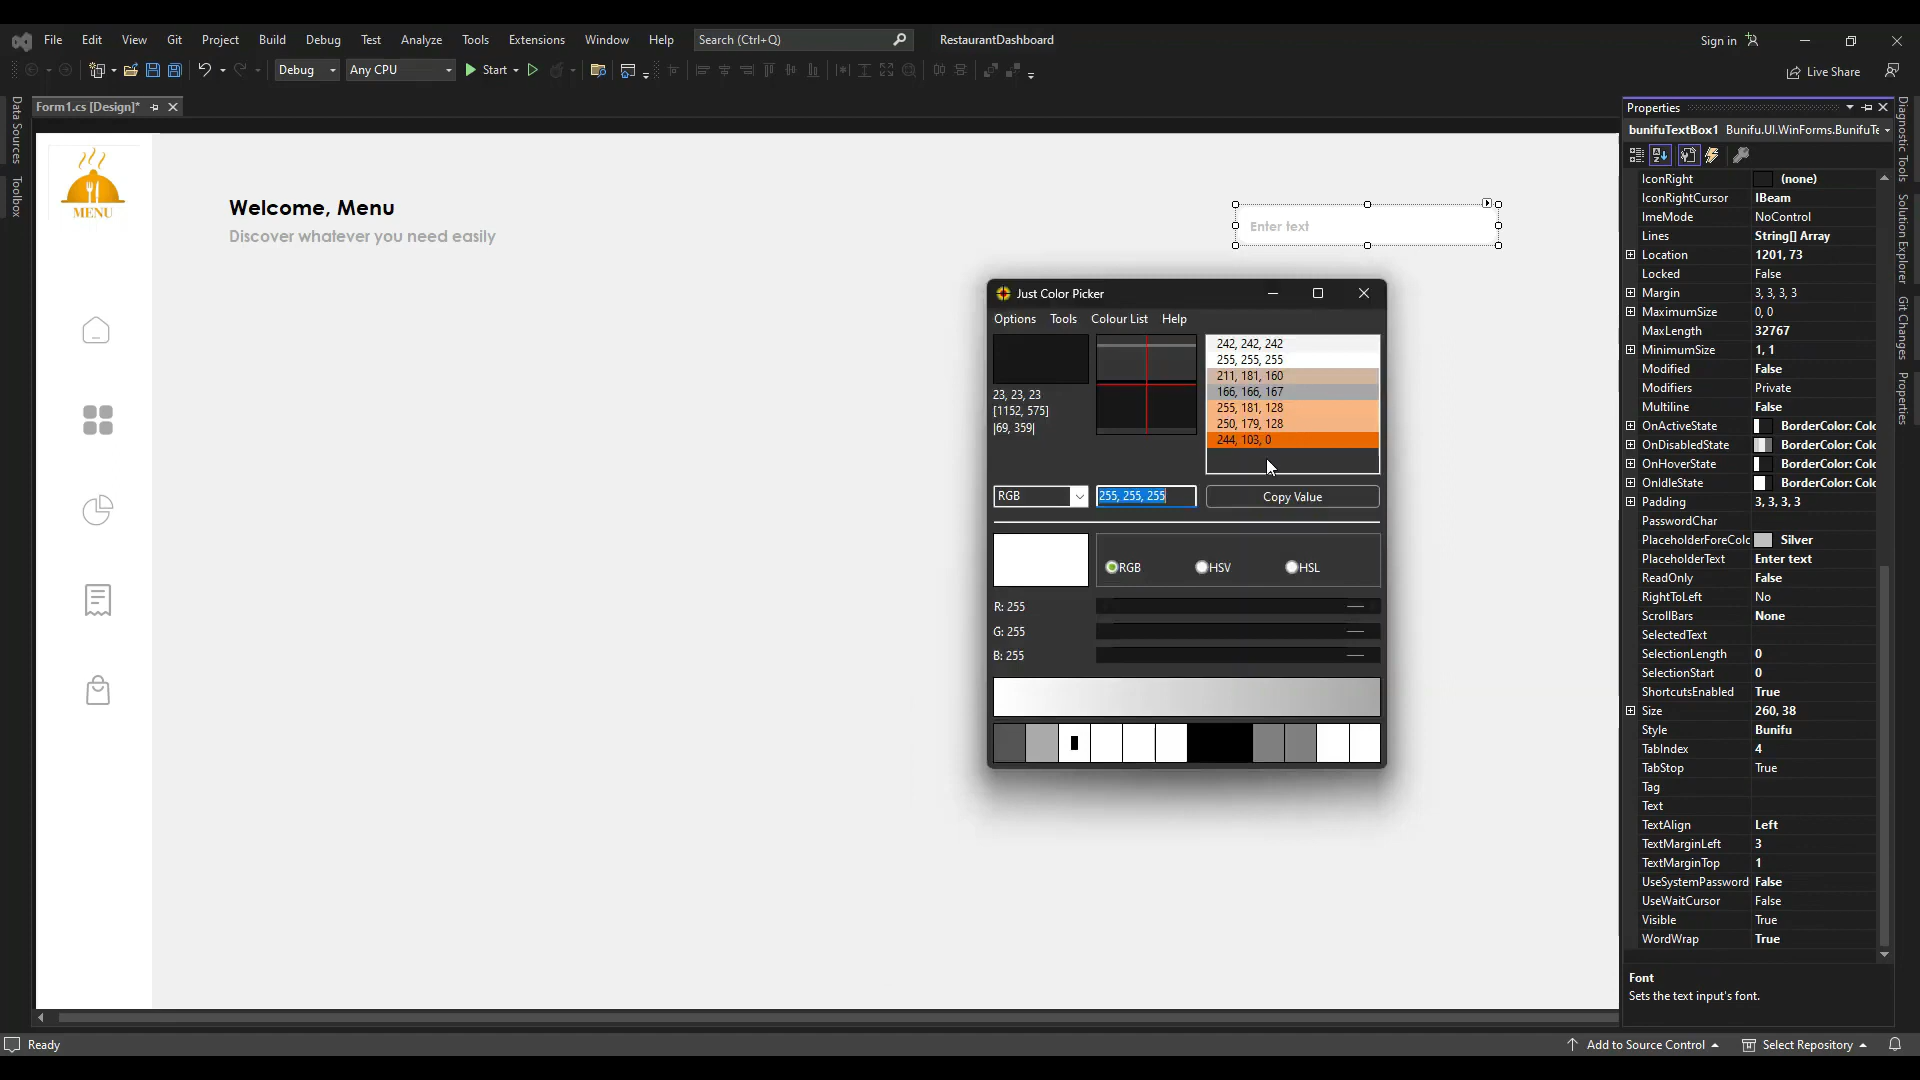 File Edit View Git Project Build Debug Test Analyze Tools Extensions Window Help Search (Ctrl+Q) RestaurantDashboard Sign in
Debug Any CPU Start Live Share
Form1.cs [Design]*
Data Sources
Toolbox
MENU
Welcome, Menu
Discover whatever you need easily
Enter text
Just Color Picker
Options Tools Colour List Help
23, 23, 23
[1152, 575]
|69, 359|
242, 242, 242
255, 255, 255
211, 181, 160
166, 166, 167
255, 181, 128
250, 179, 128
244, 103, 0
RGB 255, 255, 255 Copy Value
RGB HSV HSL
R: 255
G: 255
B: 255
Properties
bunifuTextBox1 Bunifu.UI.WinForms.BunifuTe
IconRight (none)
IconRightCursor IBeam
ImeMode NoControl
Lines String[] Array
Location 1201, 73
Locked False
Margin 3, 3, 3, 3
MaximumSize 0, 0
MaxLength 32767
MinimumSize 1, 1
Modified False
Modifiers Private
Multiline False
OnActiveState BorderColor: Colo
OnDisabledState BorderColor: Colo
OnHoverState BorderColor: Colo
OnIdleState BorderColor: Colo
Padding 3, 3, 3, 3
PasswordChar
PlaceholderForeColo Silver
PlaceholderText Enter text
ReadOnly False
RightToLeft No
ScrollBars None
SelectedText
SelectionLength 0
SelectionStart 0
ShortcutsEnabled True
Size 260, 38
Style Bunifu
TabIndex 4
TabStop True
Tag
Text
TextAlign Left
TextMarginLeft 3
TextMarginTop 1
UseSystemPassword False
UseWaitCursor False
Visible True
WordWrap True
Font
Sets the text input's font.
Diagnostic Tools
Solution Explorer
Git Changes
Properties
Ready Add to Source Control Select Repository